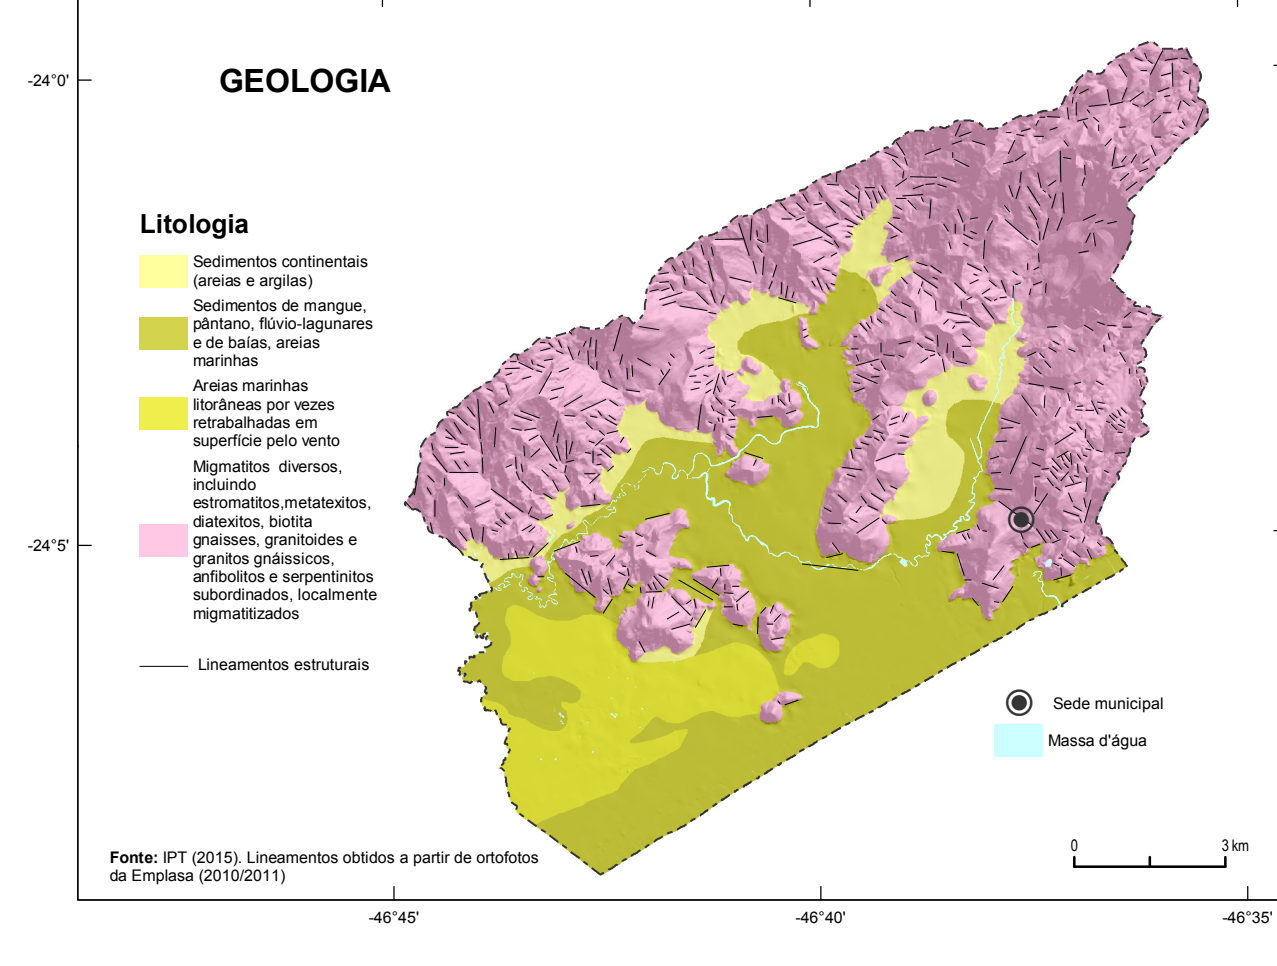 GEOLOGIA
-24°0'
Litologia
Sedimentos continentais
(areias e argilas)
Sedimentos de mangue,
pântano, flúvio-lagunares
e de baías, areias
marinhas
Areias marinhas
litorâneas por vezes
retrabalhadas em
superfície pelo vento
Migmatitos diversos,
incluindo
estromatitos,metatexitos,
diatexitos, biotita
gnaisses, granitoides e
granitos gnáissicos,
anfibolitos e serpentinitos
subordinados, localmente
migmatitizados
-24°5'
Lineamentos estruturais
Sede municipal
Massa d'água
0 3 km
Fonte: IPT (2015). Lineamentos obtidos a partir de ortofotos
da Emplasa (2010/2011)
-46°45' -46°40' -46°35'